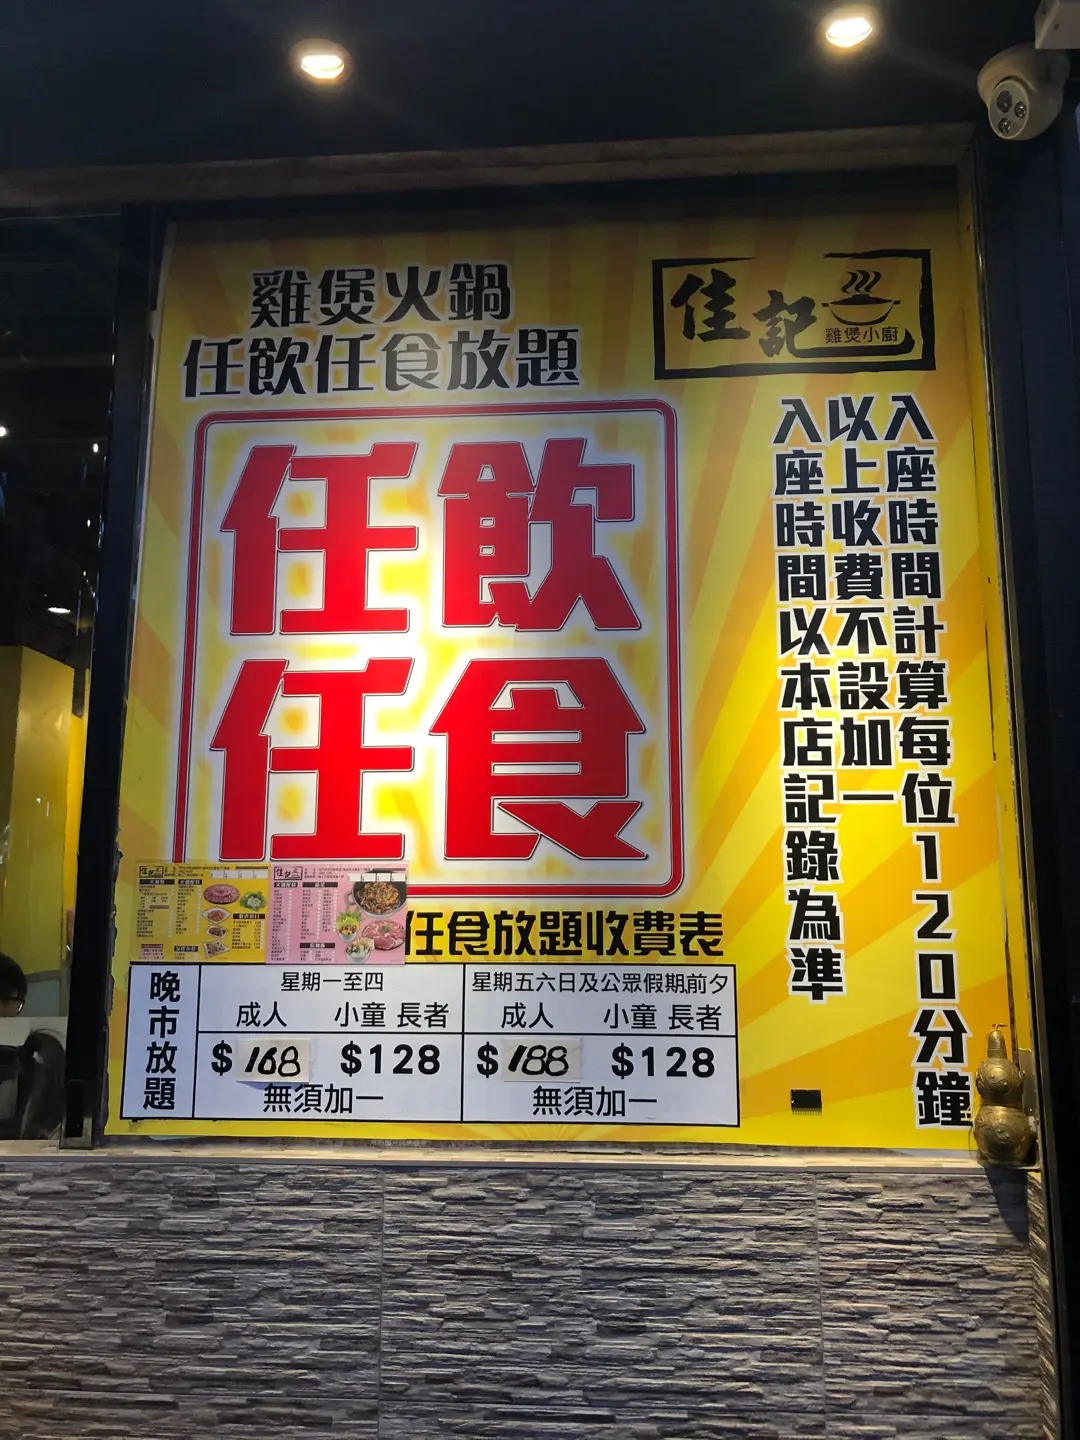 雞煲火鍋
任飲任食放題
佳記
雞煲小廚
任飲
任食
入座時間計算每位120分鐘
以上收費不設加一
入座時間以本店記錄為準
任食放題收費表
晚市放題
星期一至四
成人 小童 長者
$168 $128
無須加一
星期五六日及公眾假期前夕
成人 小童 長者
$188 $128
無須加一
佳記
佳記